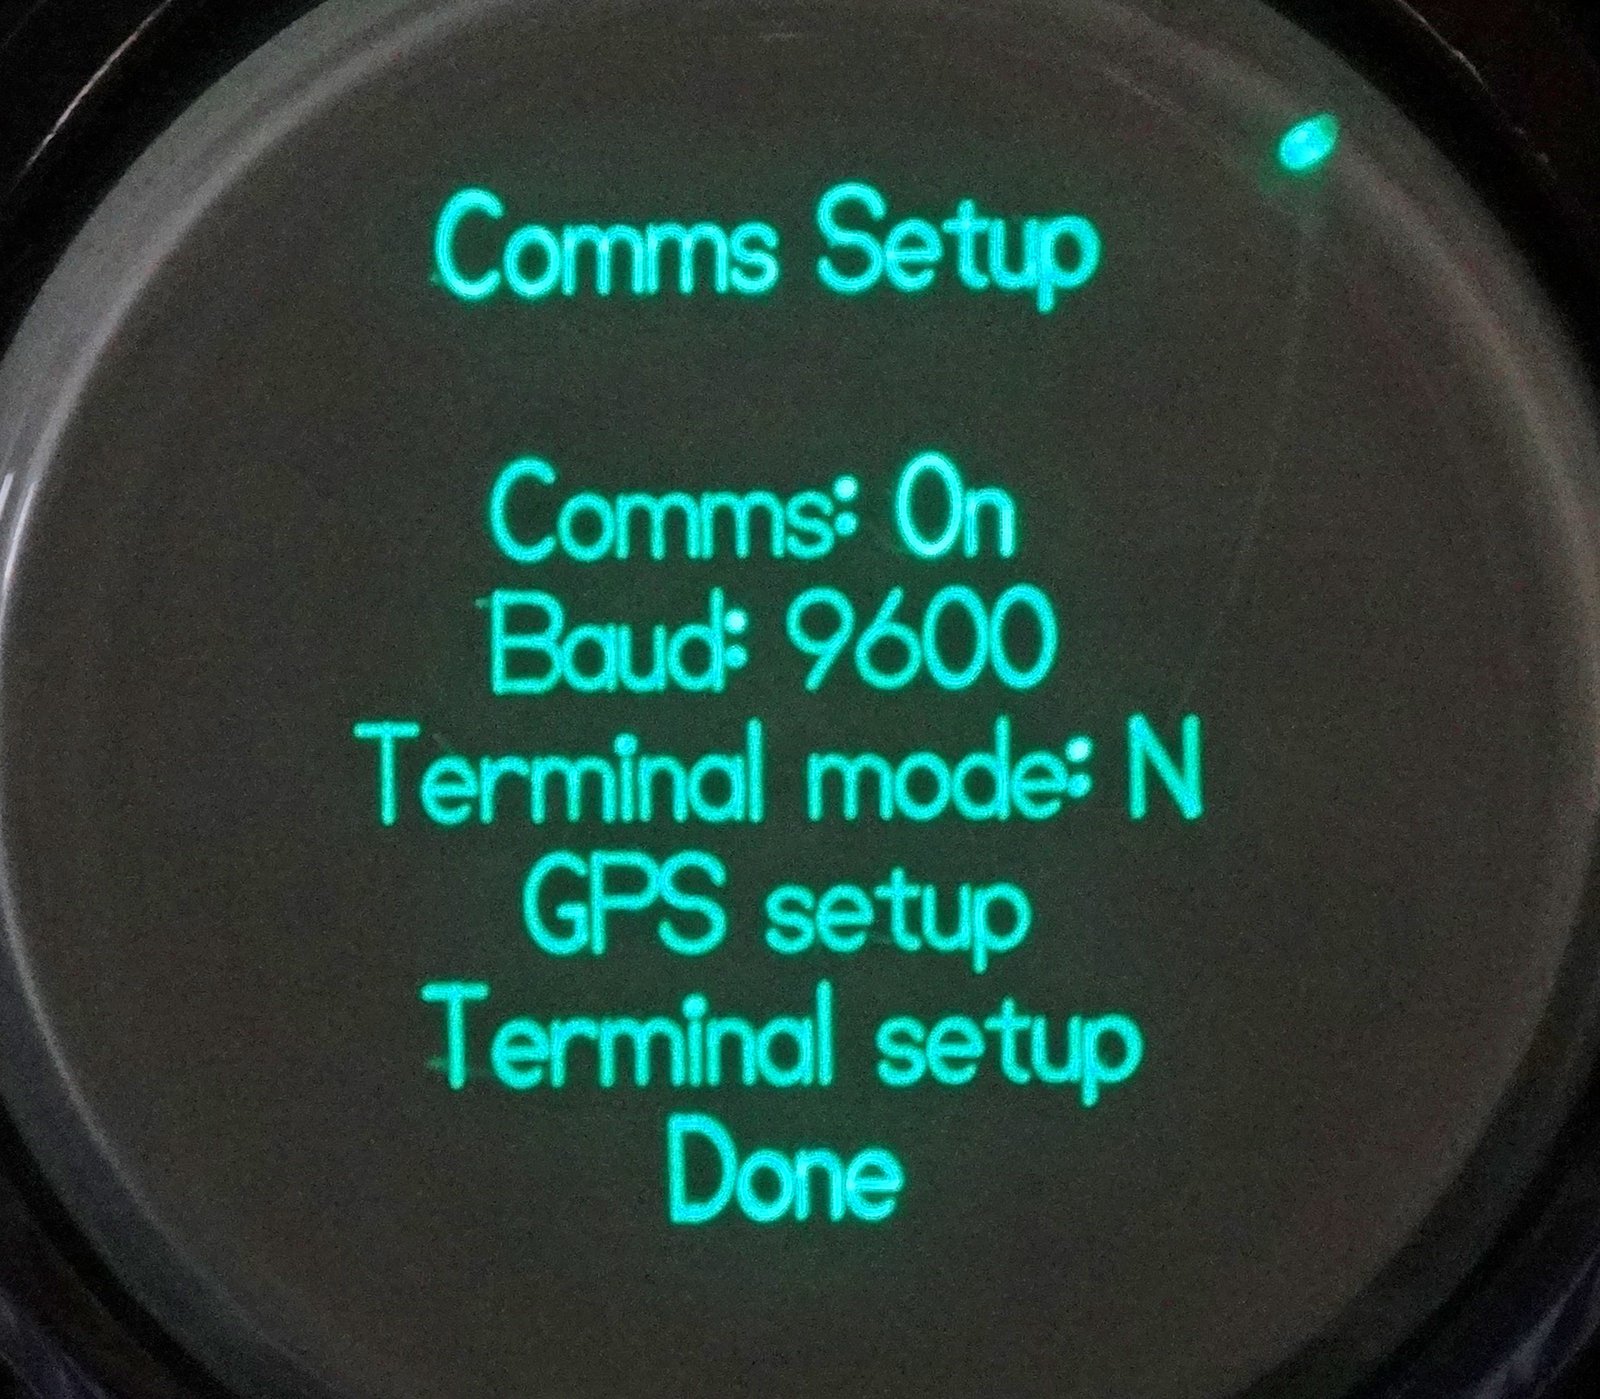 Comms Setup
Comms: On
Baud: 9600
Terminal mode: N
GPS setup
Terminal setup
Done